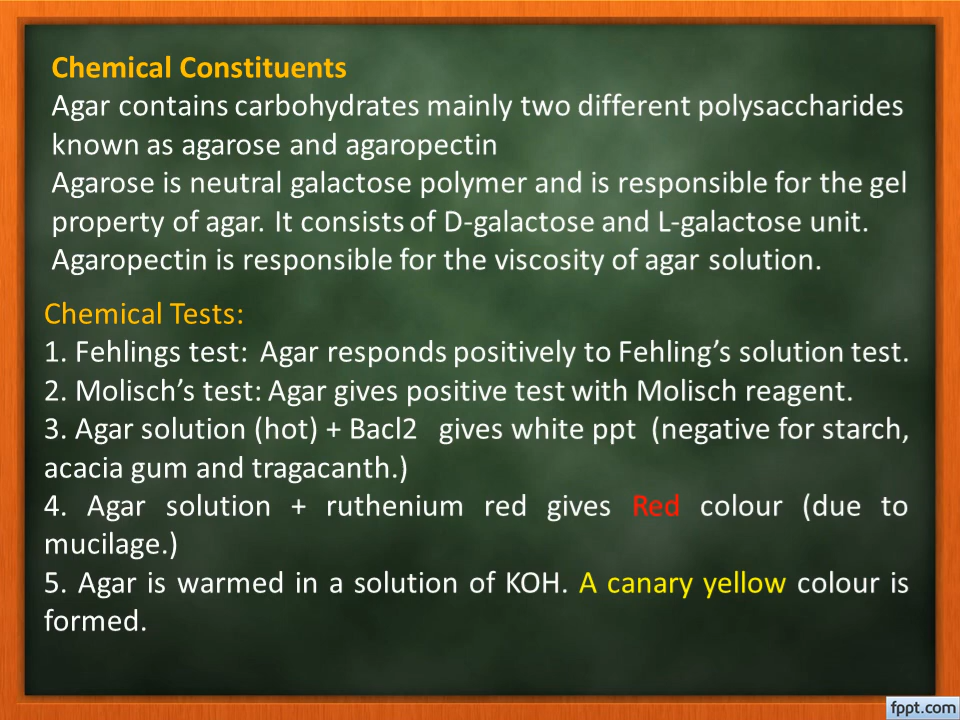 Chemical Constituents
Agar contains carbohydrates mainly two different polysaccharides
known as agarose and agaropectin
Agarose is neutral galactose polymer and is responsible for the gel
property of agar. It consists of D-galactose and L-galactose unit.
Agaropectin is responsible for the viscosity of agar solution.
Chemical Tests:
1. Fehlings test: Agar responds positively to Fehling’s solution test.
2. Molisch’s test: Agar gives positive test with Molisch reagent.
3. Agar solution (hot) + Bacl2 gives white ppt (negative for starch,
acacia gum and tragacanth.)
4. Agar solution + ruthenium red gives Red colour (due to
mucilage.)
5. Agar is warmed in a solution of KOH. A canary yellow colour is
formed.
fppt.com